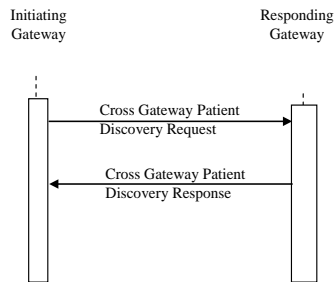 Initiating
Gateway
Responding
Gateway
Cross Gateway Patient
Discovery Request
Cross Gateway Patient
Discovery Response